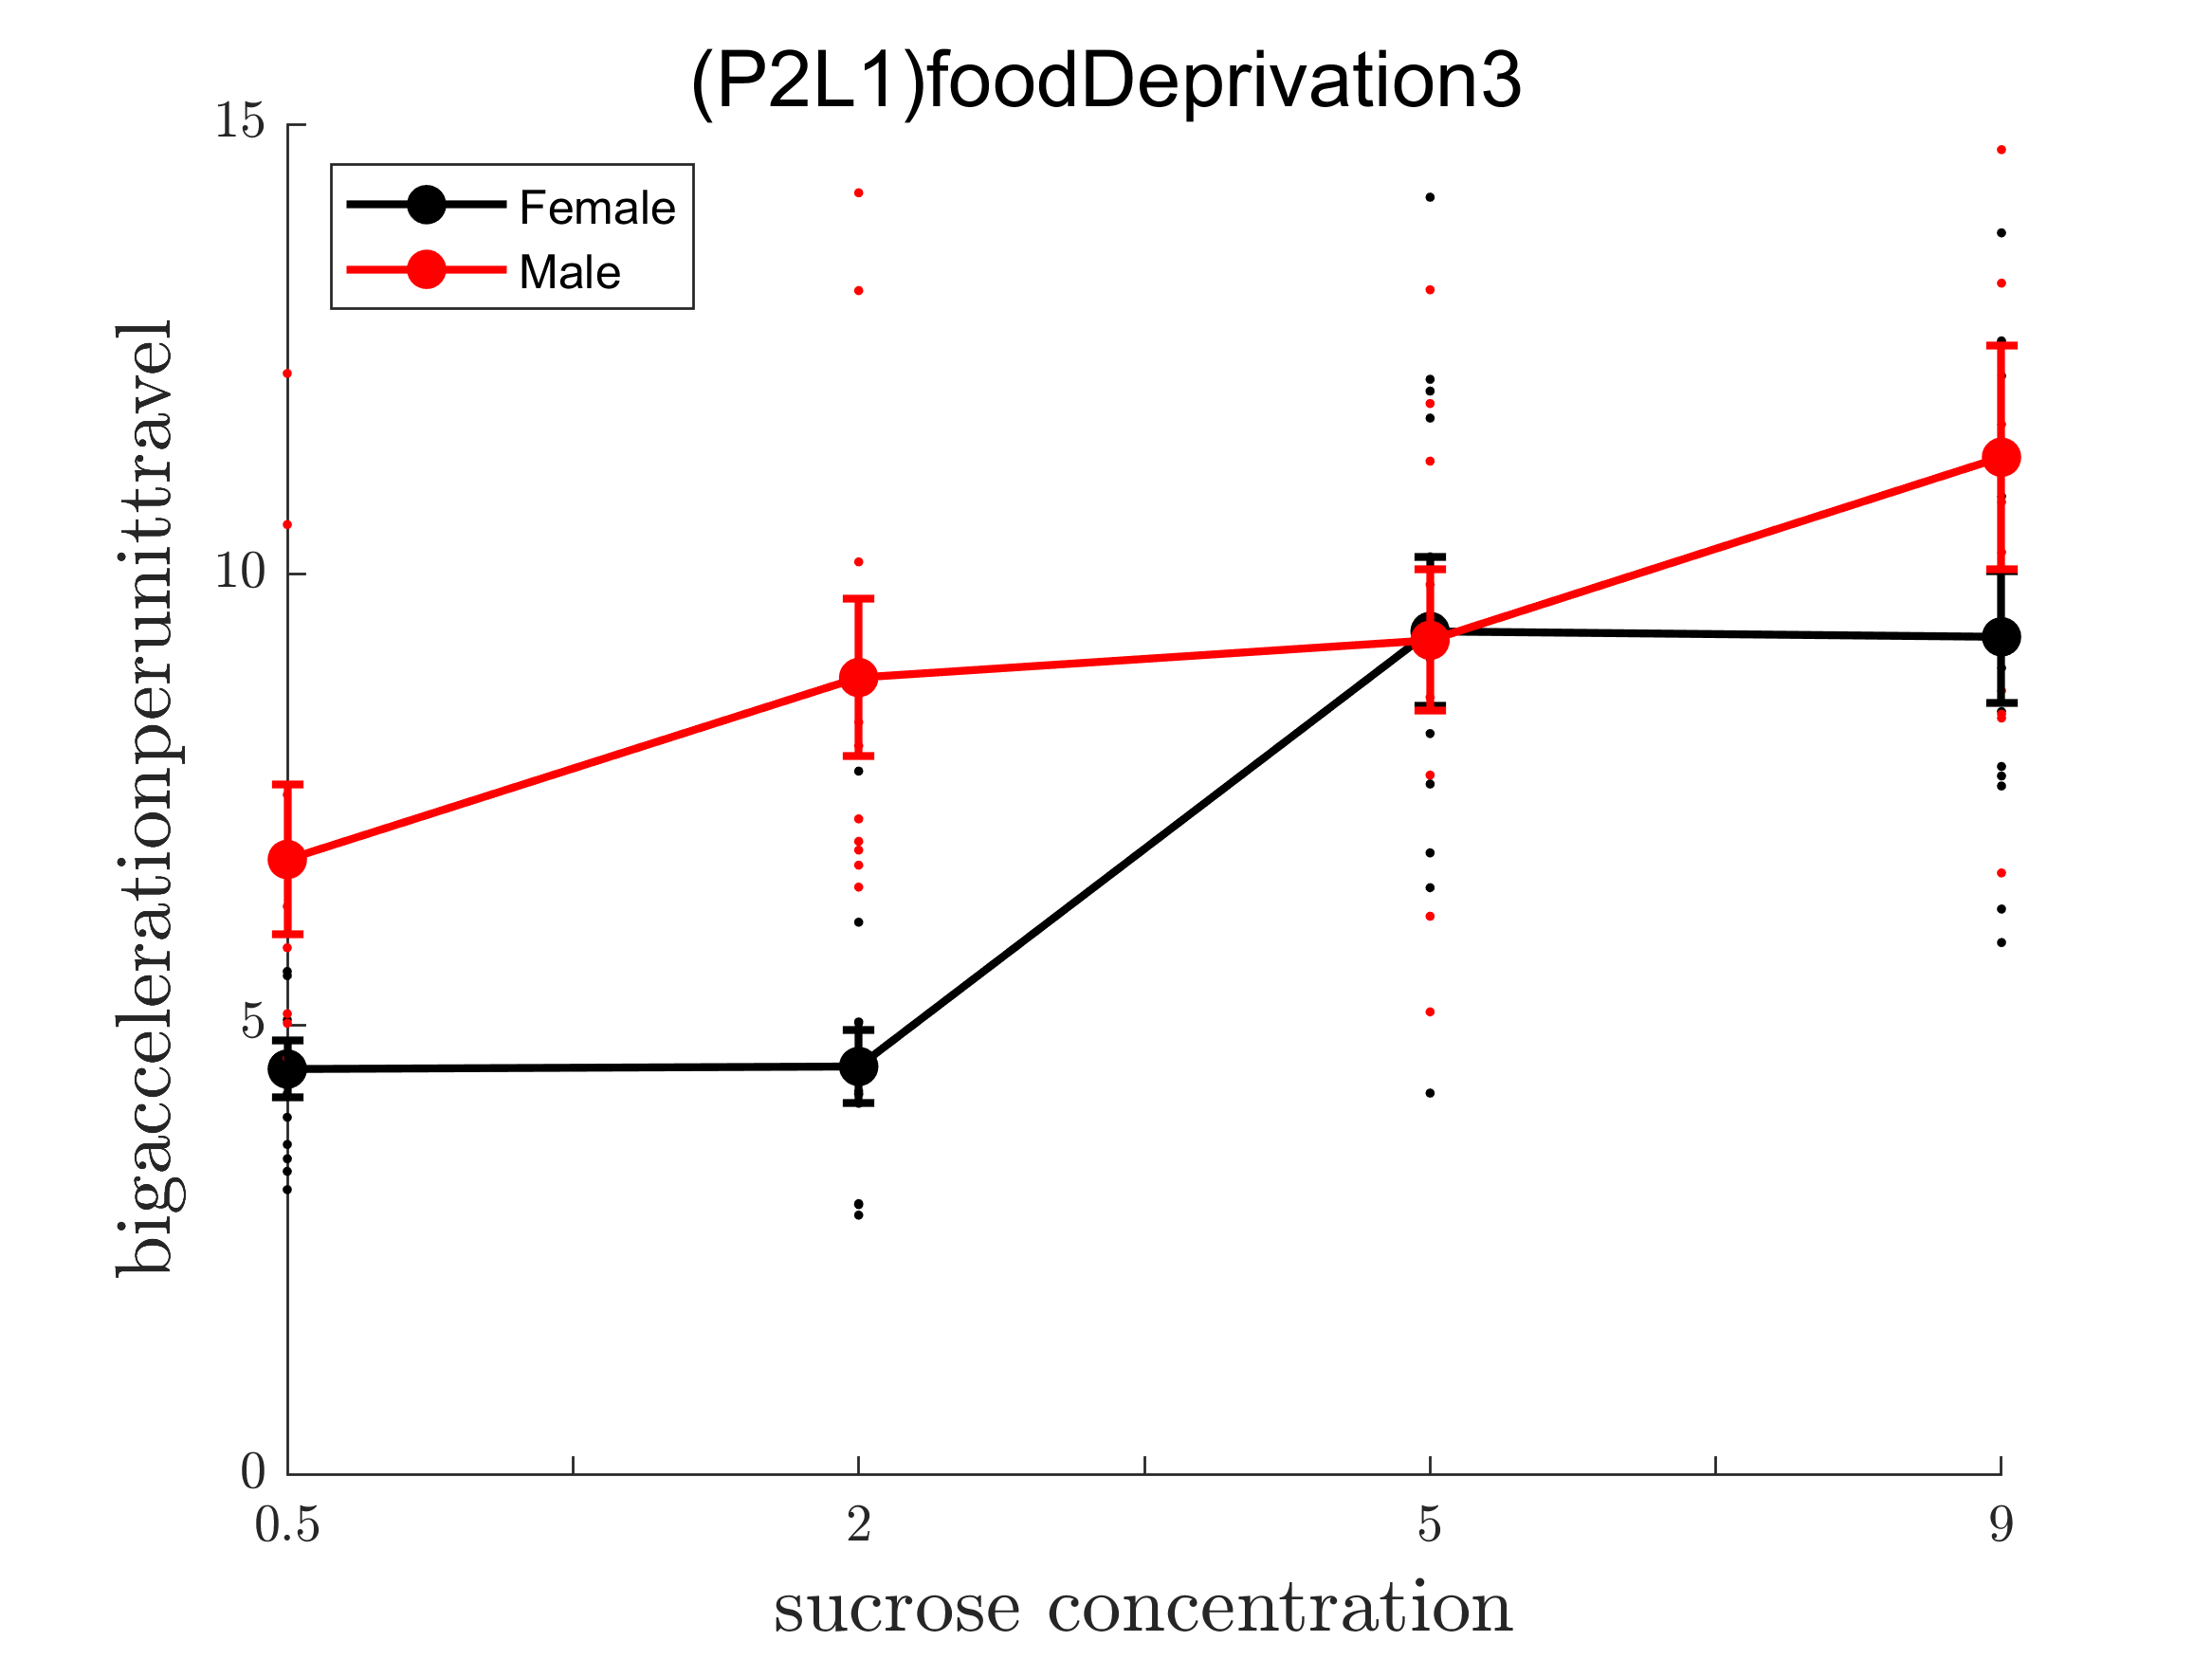 (P2L1)foodDeprivation3
15
10
5
0
Female
Male
bigaccelerationperunittravel
0.5 2 5 9
sucrose concentration